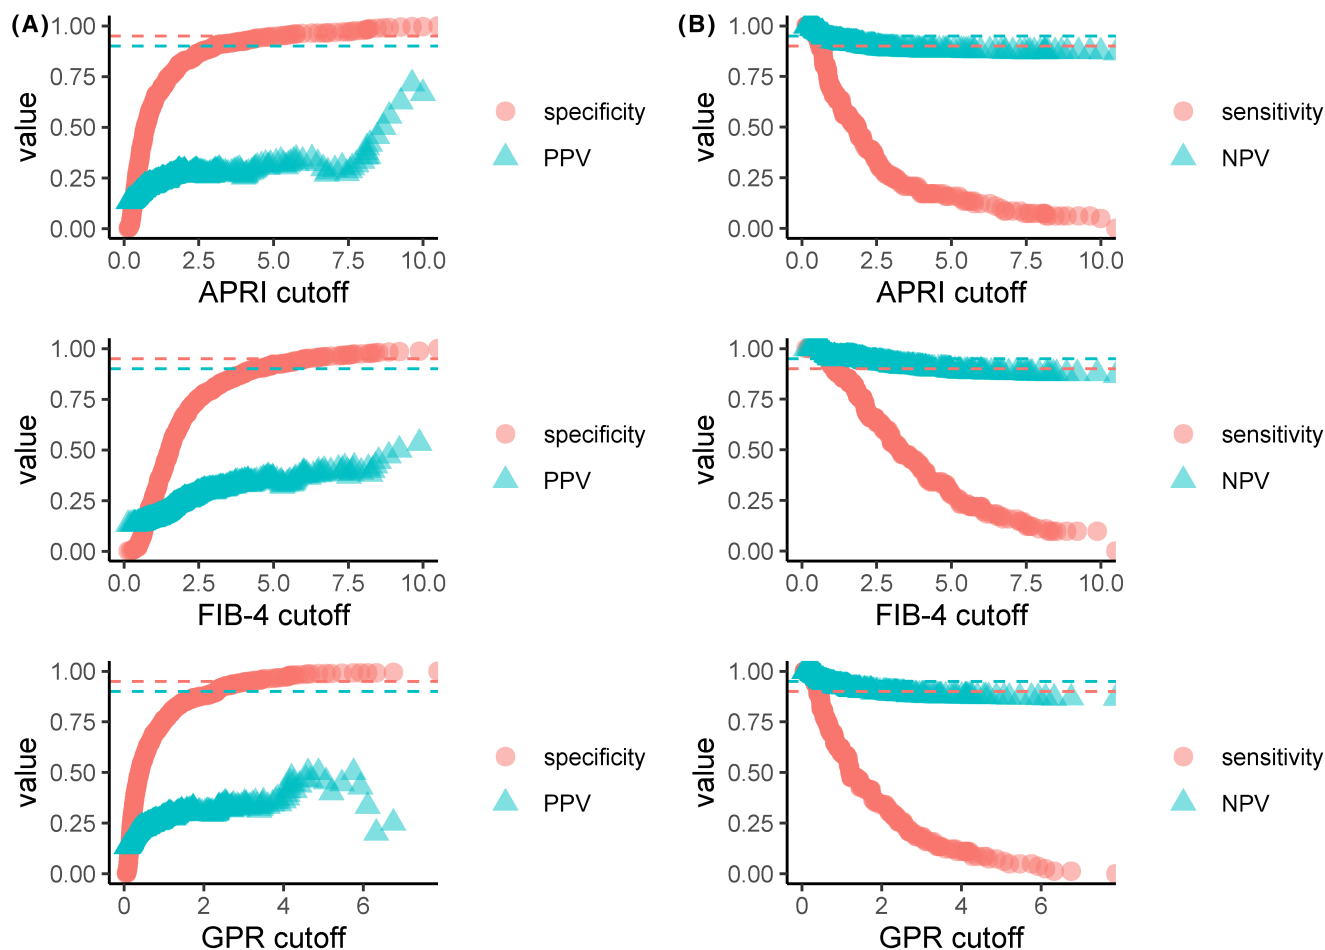 (A)
1.00
0.75
0.50
0.25
0.00
value
0.0 2.5 5.0 7.5 10.0
APRI cutoff
specificity
PPV
(B)
1.00
0.75
0.50
0.25
0.00
value
0.0 2.5 5.0 7.5 10.0
APRI cutoff
sensitivity
NPV
1.00
0.75
0.50
0.25
0.00
value
0.0 2.5 5.0 7.5 10.0
FIB-4 cutoff
specificity
PPV
1.00
0.75
0.50
0.25
0.00
value
0.0 2.5 5.0 7.5 10.0
FIB-4 cutoff
sensitivity
NPV
1.00
0.75
0.50
0.25
0.00
value
0 2 4 6
GPR cutoff
specificity
PPV
1.00
0.75
0.50
0.25
0.00
value
0 2 4 6
GPR cutoff
sensitivity
NPV